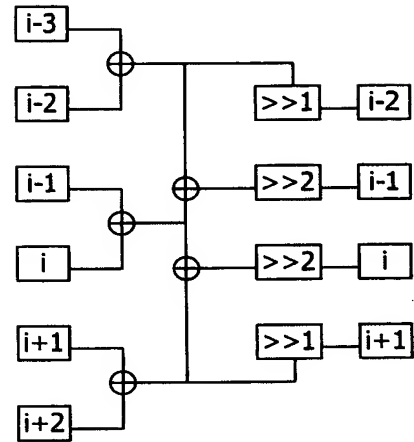 i-3
i-2 >>1 i-2
i-1 >>2 i-1
i >>2 i
i+1 >>1 i+1
i+2